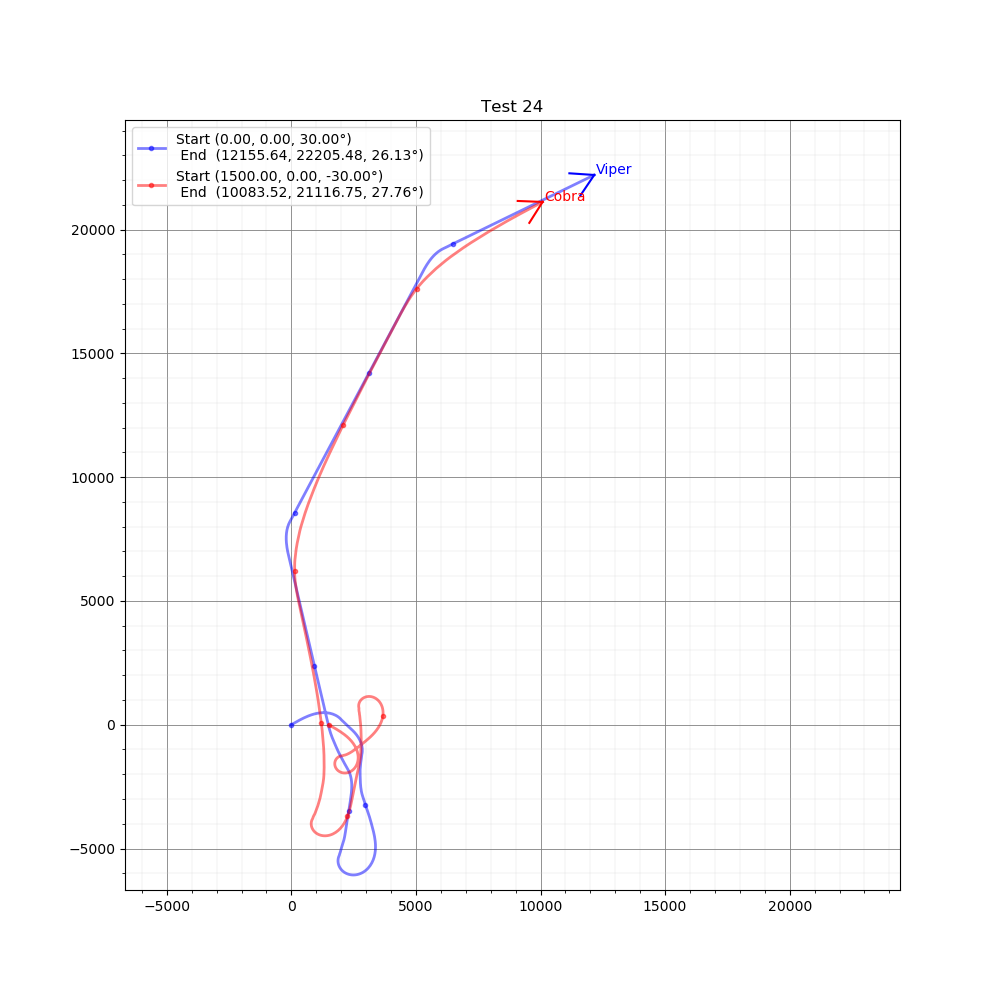 Test 24
Start (0.00, 0.00, 30.00°)
End (12155.64, 22205.48, 26.13°)
Start (1500.00, 0.00, -30.00°)
End (10083.52, 21116.75, 27.76°)
Viper
Cobra
20000
15000
10000
5000
0
−5000
−5000 0 5000 10000 15000 20000